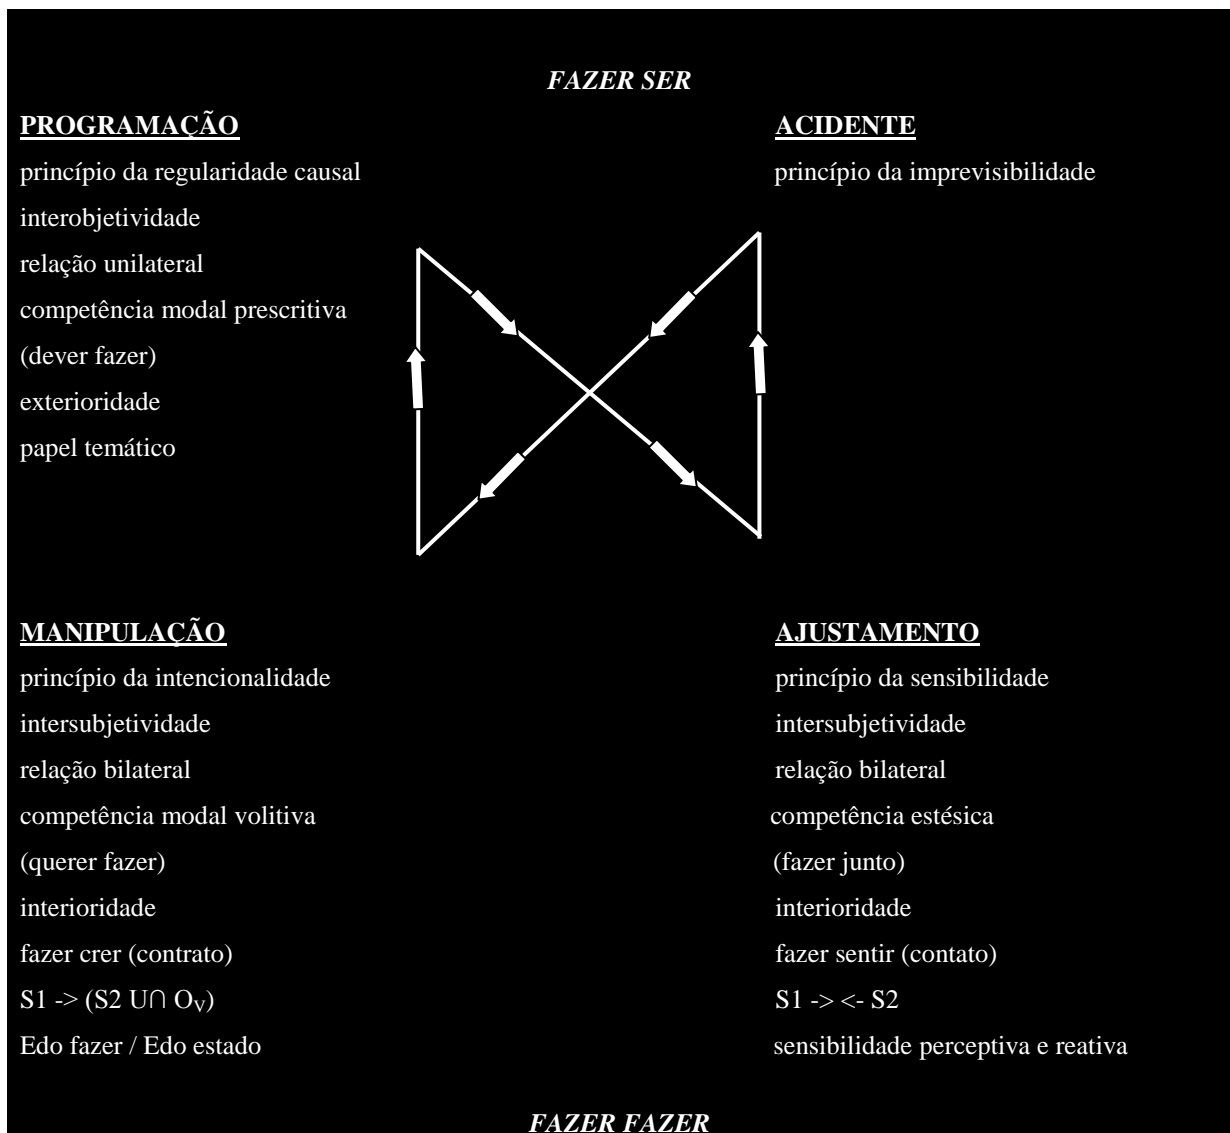 FAZER SER
PROGRAMAÇÃO
princípio da regularidade causal
interobjetividade
relação unilateral
competência modal prescritiva
(dever fazer)
exterioridade
papel temático
ACIDENTE
princípio da imprevisibilidade
MANIPULAÇÃO
princípio da intencionalidade
intersubjetividade
relação bilateral
competência modal volitiva
(querer fazer)
interioridade
fazer crer (contrato)
S1 -> (S2 U∩ OV)
Edo fazer / Edo estado
AJUSTAMENTO
princípio da sensibilidade
intersubjetividade
relação bilateral
competência estésica
(fazer junto)
interioridade
fazer sentir (contato)
S1 -> <- S2
sensibilidade perceptiva e reativa
FAZER FAZER